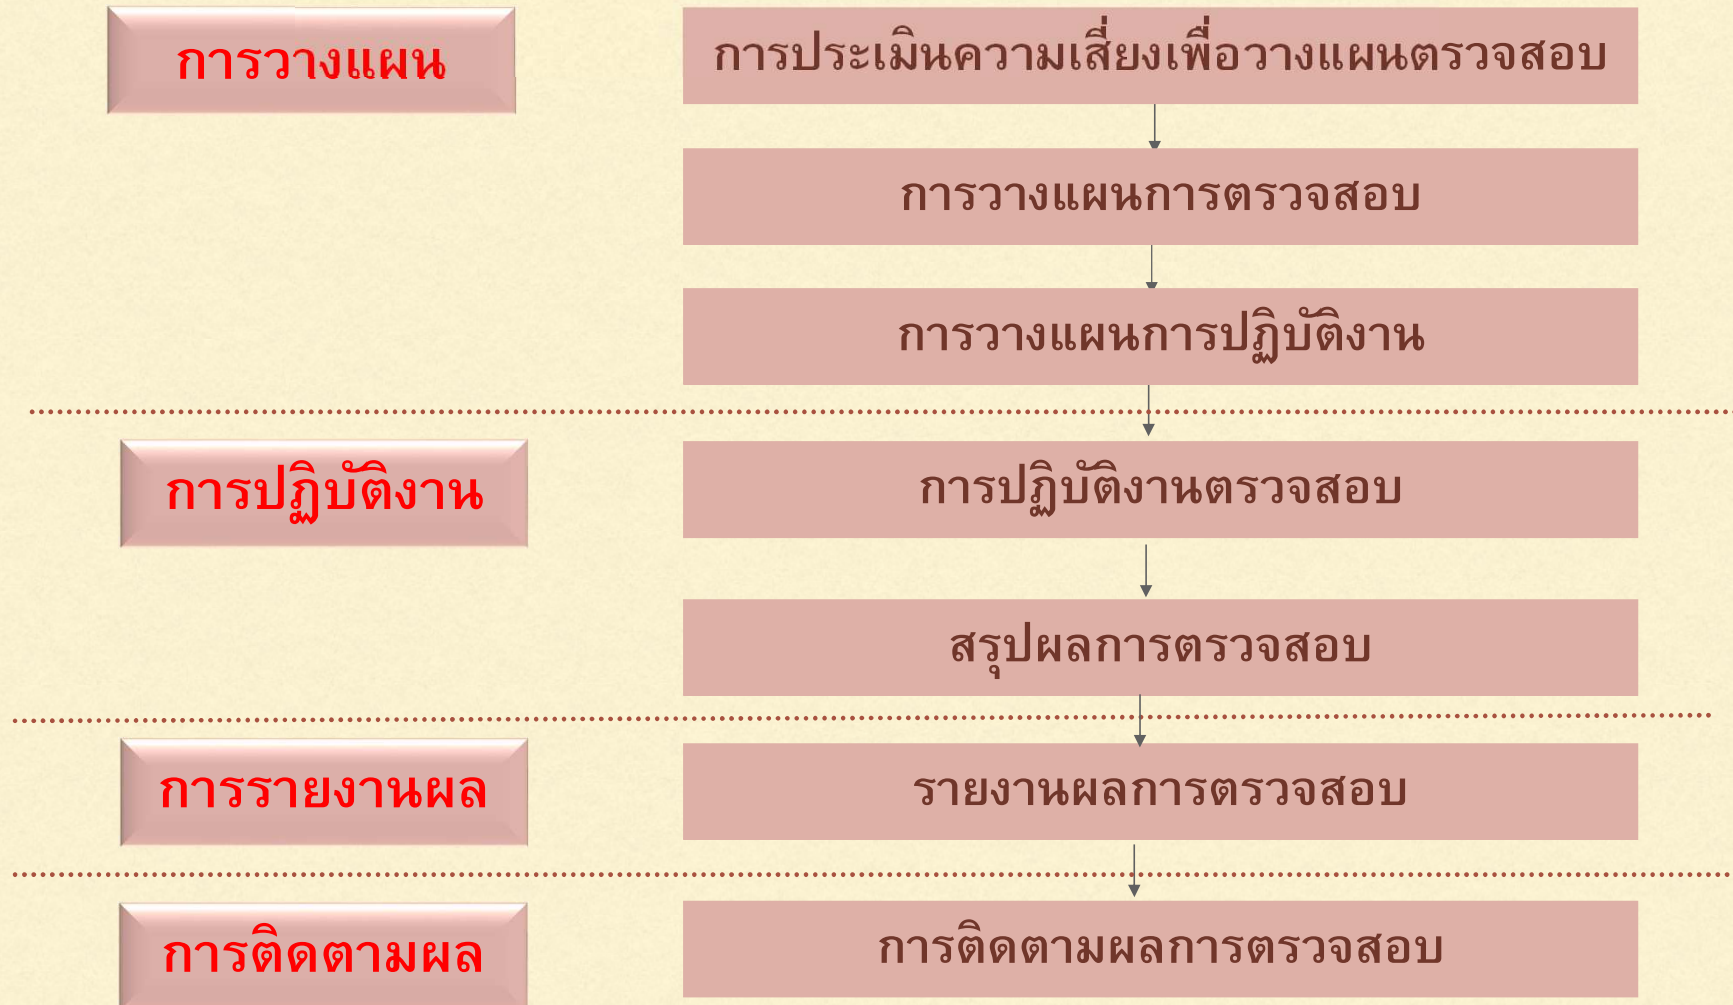 การวางแผน
การประเมินความเสี่ยงเพื่อวางแผนตรวจสอบ
การวางแผนการตรวจสอบ
การวางแผนการปฏิบัติงาน
การปฏิบัติงาน
การปฏิบัติงานตรวจสอบ
สรุปผลการตรวจสอบ
การรายงานผล
รายงานผลการตรวจสอบ
การติดตามผล
การติดตามผลการตรวจสอบ